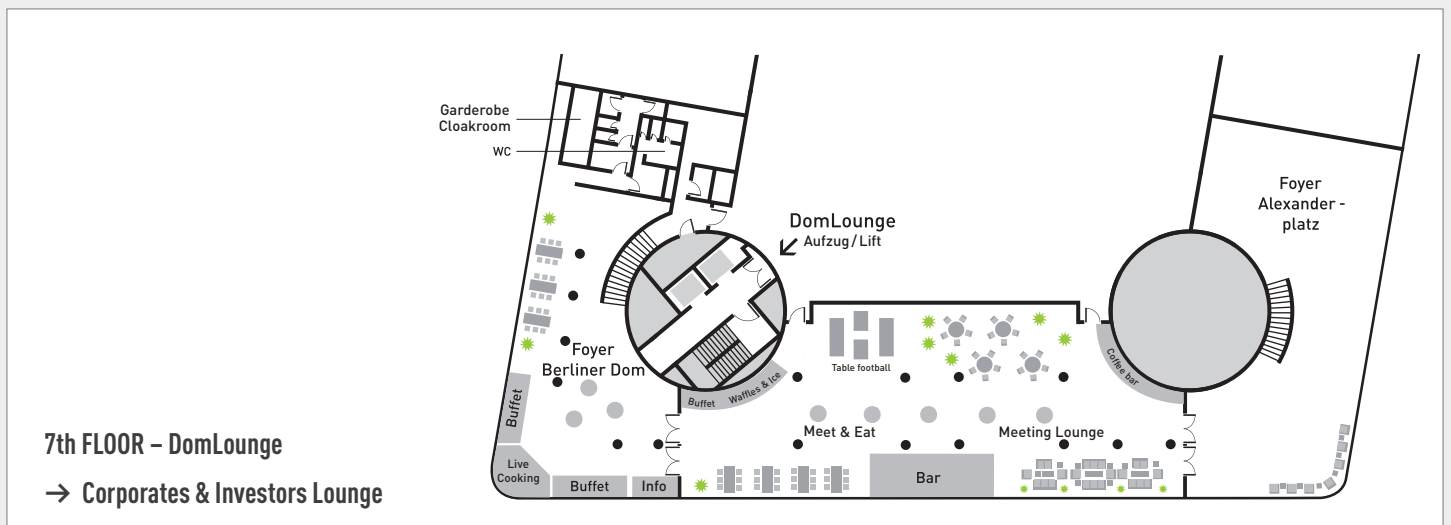 Garderobe
Cloakroom
WC
DomLounge
Aufzug / Lift
Foyer
Alexander -
platz
Foyer
Berliner Dom
Table football
Coffee bar
Buffet
Waffles & Ice
Buffet
Meet & Eat
Meeting Lounge
Live
Cooking
Buffet
Info
Bar
7th FLOOR – DomLounge
→ Corporates & Investors Lounge